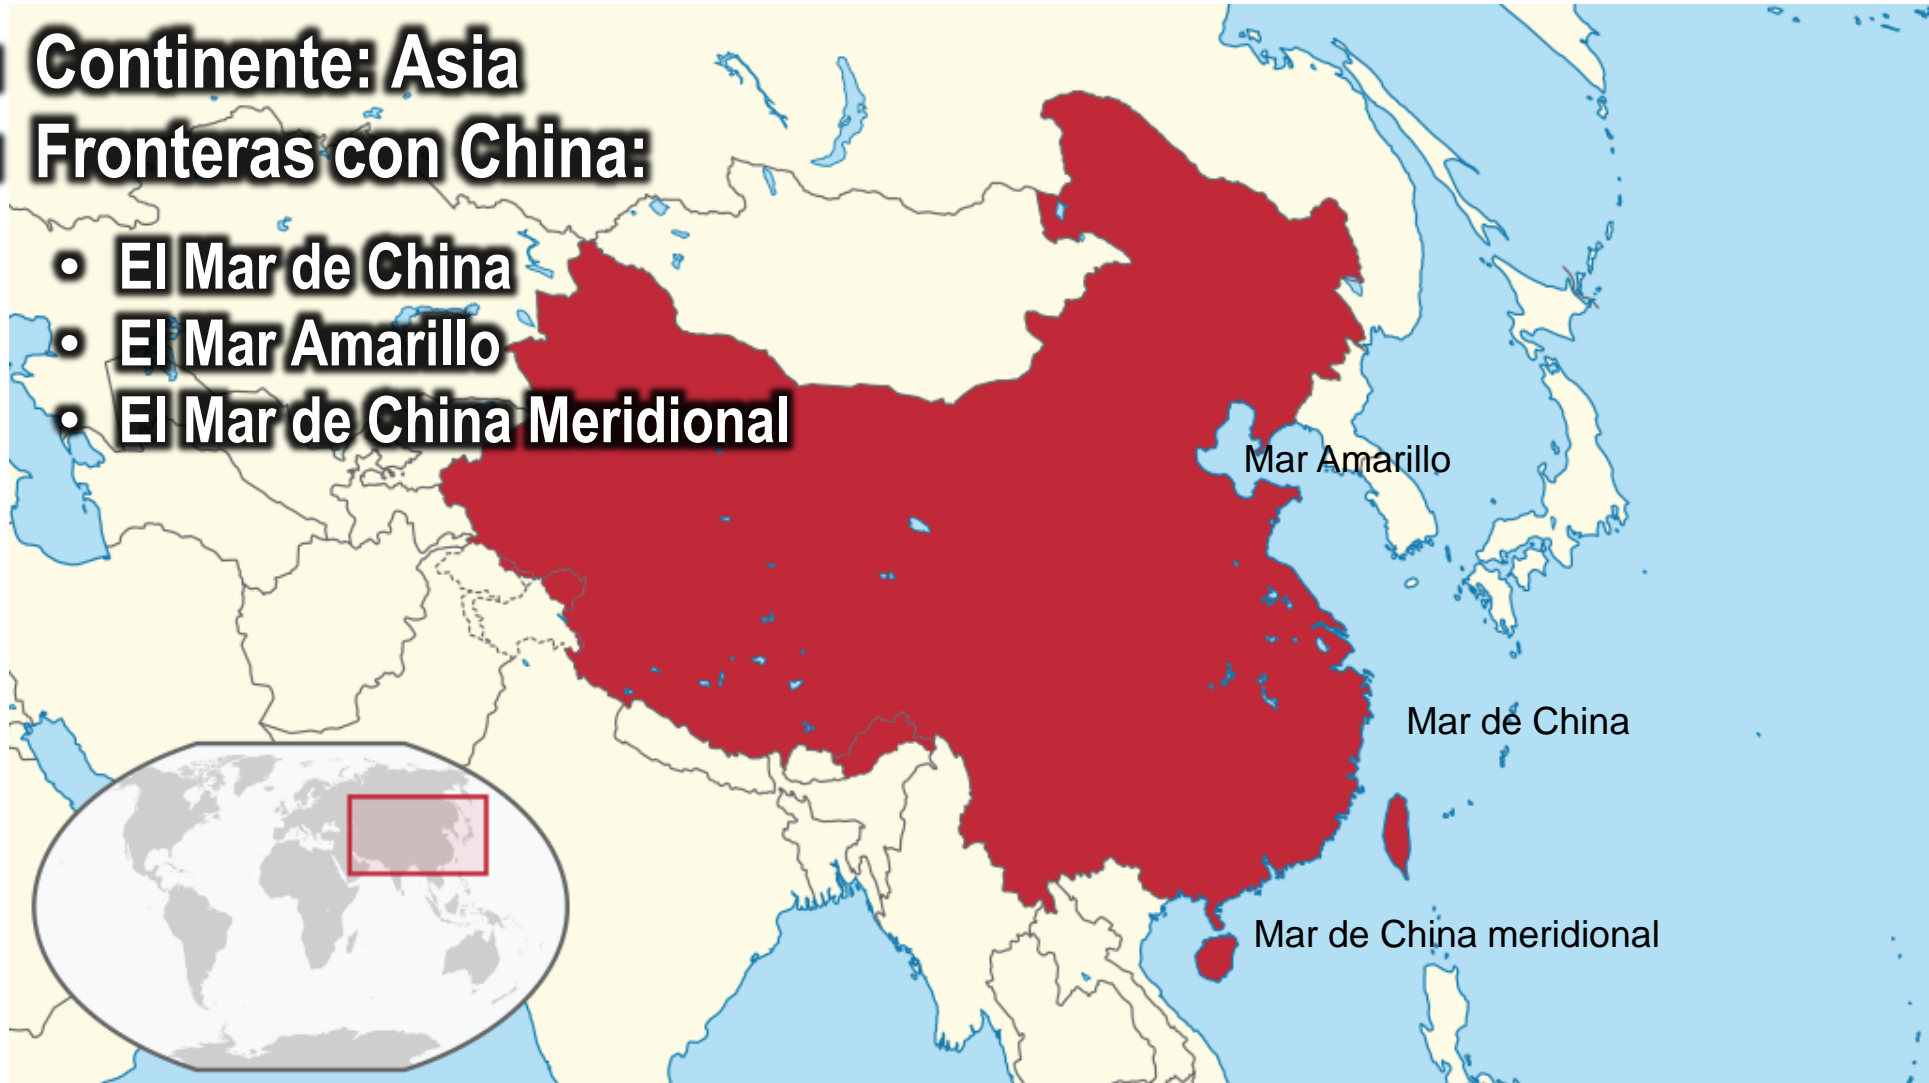 Continente: Asia
Fronteras con China:
• El Mar de China
• El Mar Amarillo
• El Mar de China Meridional
Mar Amarillo
Mar de China
Mar de China meridional